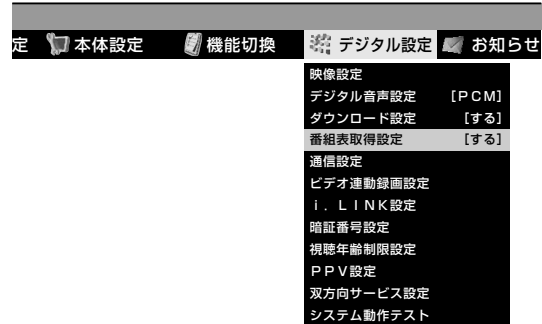 定 本体設定 機能切換 デジタル設定 お知らせ
映像設定
デジタル音声設定 [PCM]
ダウンロード設定 [する]
番組表取得設定 [する]
通信設定
ビデオ連動録画設定
i．LINK設定
暗証番号設定
視聴年齢制限設定
PPV設定
双方向サービス設定
システム動作テスト